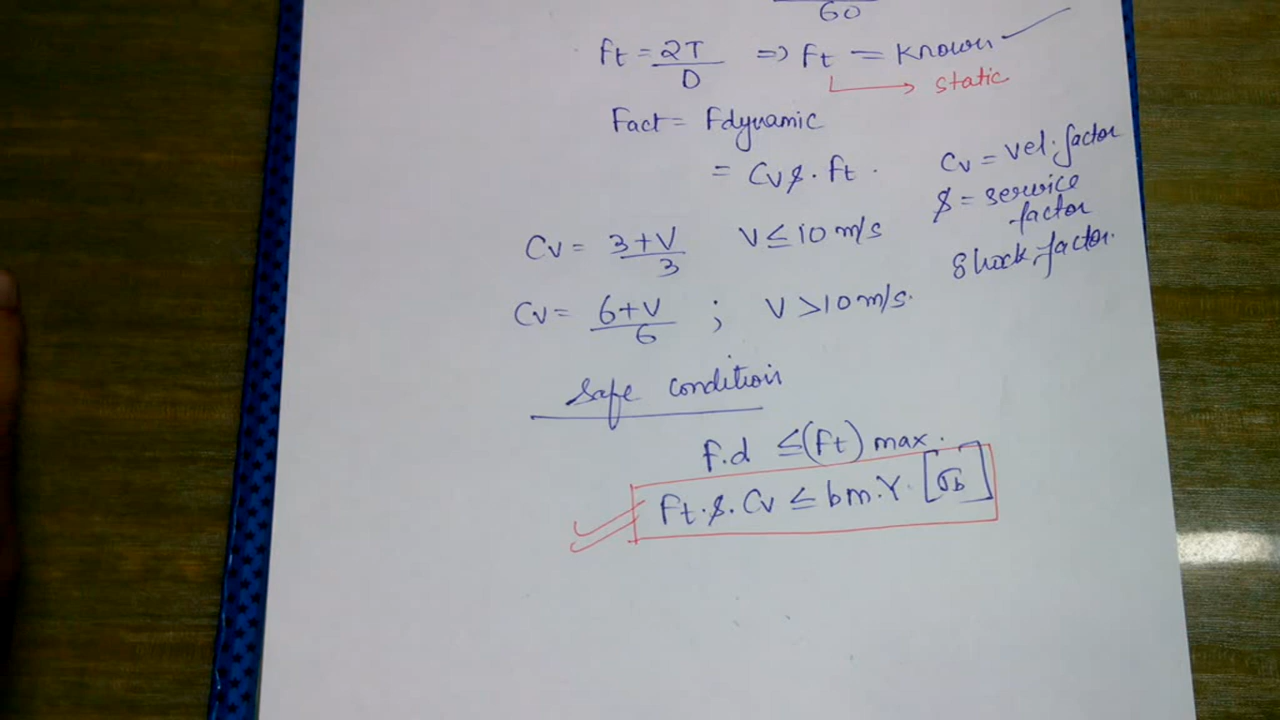 60
Ft = 2T/D => Ft = Known
static
Fact = Fdynamic
= Cv $. Ft.
Cv = vel. factor
$ = service factor
Shock factor.
Cv = 3+V/3 V ≤ 10 m/s
Cv = 6+V/6 ; V > 10 m/s.
Safe condition
F.d ≤ (Ft) max.
Ft. $. Cv ≤ bm.Y. [σb]